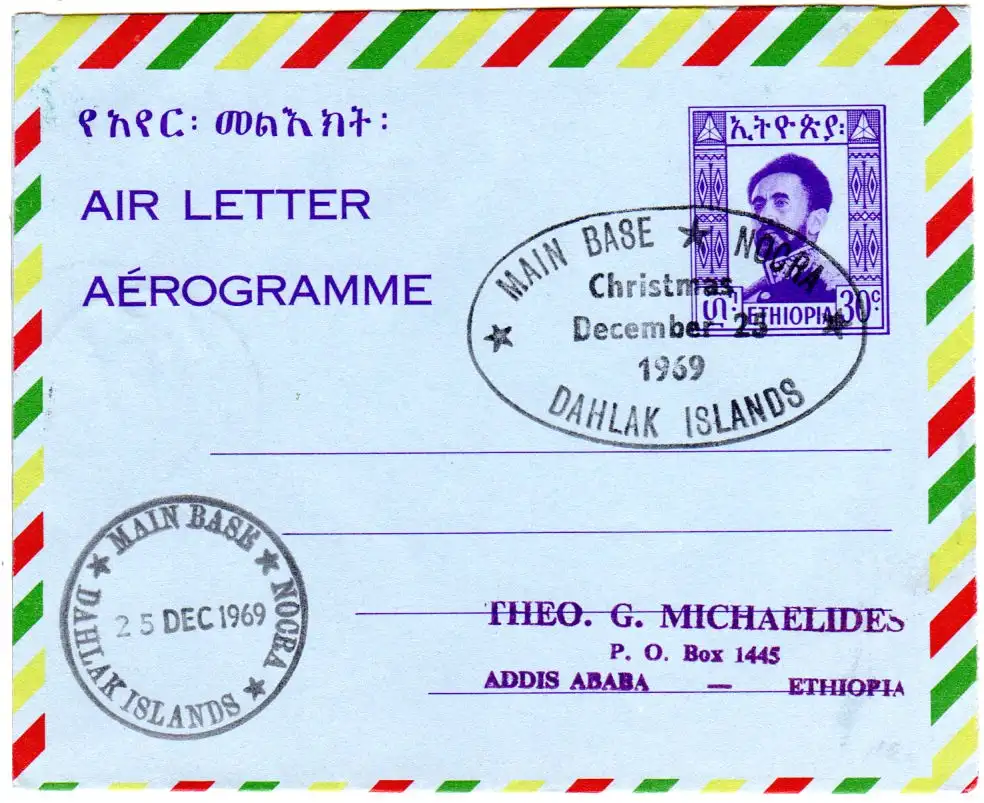 የአየር፡ መልእክት፡
AIR LETTER
AÉROGRAMME
ኢትዮጵያ፡
ETHIOPIA 30c
MAIN BASE ★ NOCRA
Christmas
December 25
1969
★ DAHLAK ISLANDS ★
★ MAIN BASE ★ NOCRA ★ DAHLAK ISLANDS
25 DEC 1969
THEO. G. MICHAELIDES
P. O. Box 1445
ADDIS ABABA — ETHIOPIA